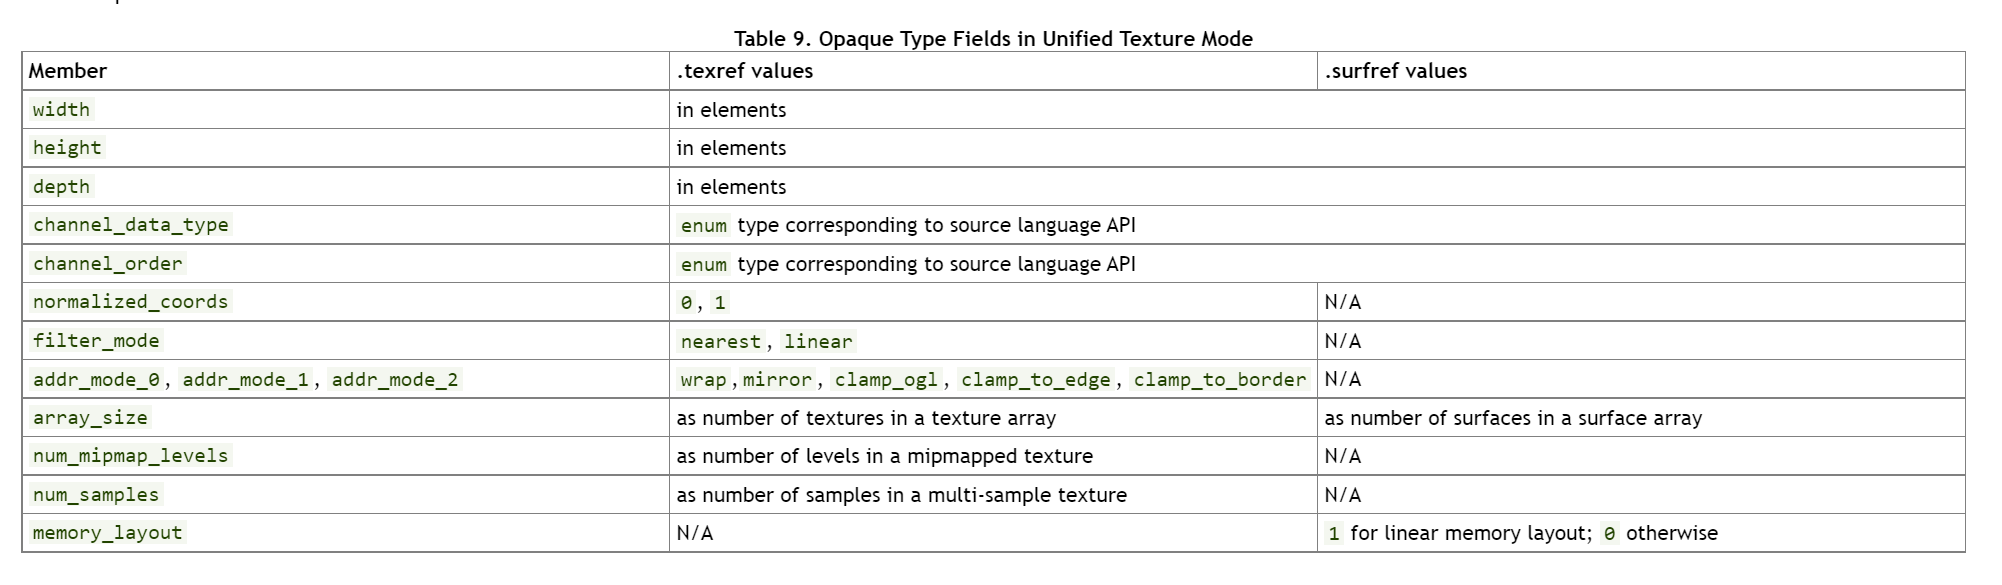 Table 9. Opaque Type Fields in Unified Texture Mode
Member .texref values .surfref values
width in elements
height in elements
depth in elements
channel_data_type enum type corresponding to source language API
channel_order enum type corresponding to source language API
normalized_coords 0, 1 N/A
filter_mode nearest, linear N/A
addr_mode_0, addr_mode_1, addr_mode_2 wrap,mirror, clamp_ogl, clamp_to_edge, clamp_to_border N/A
array_size as number of textures in a texture array as number of surfaces in a surface array
num_mipmap_levels as number of levels in a mipmapped texture N/A
num_samples as number of samples in a multi-sample texture N/A
memory_layout N/A 1 for linear memory layout; 0 otherwise